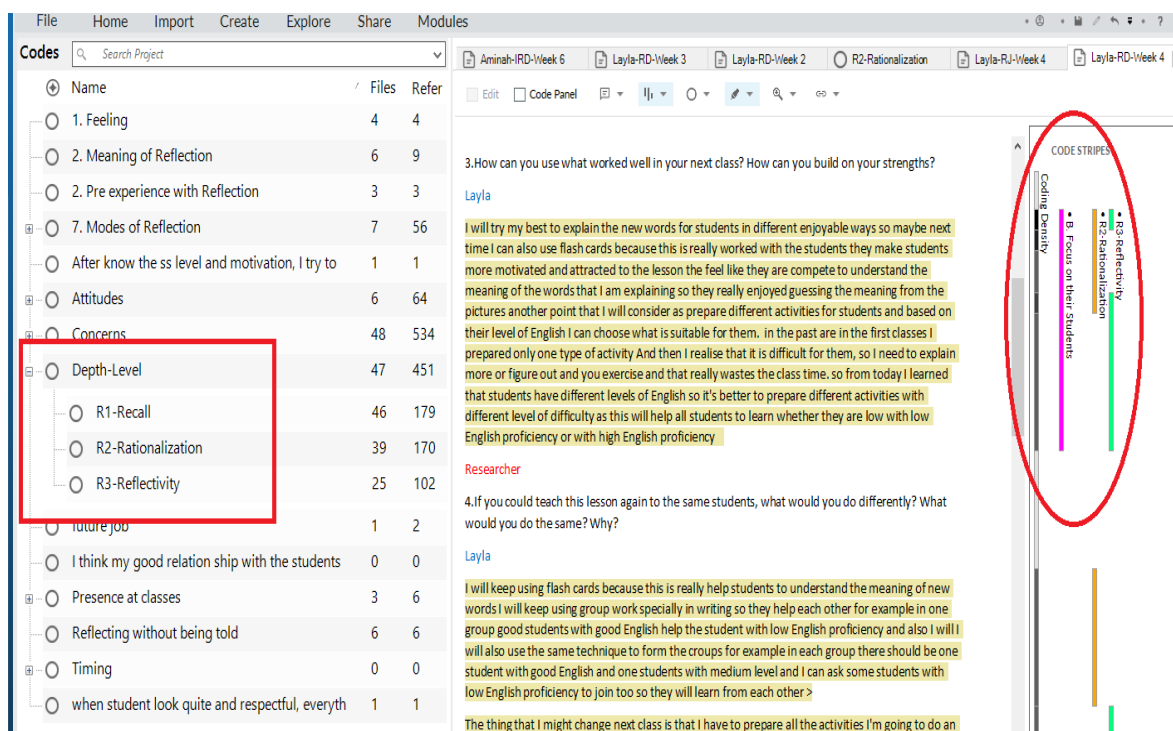 File Home Import Create Explore Share Modules
Codes Search Project
Name Files Refer
1. Feeling 4 4
2. Meaning of Reflection 6 9
2. Pre experience with Reflection 3 3
7. Modes of Reflection 7 56
After know the ss level and motivation, I try to 1 1
Attitudes 6 64
Concerns 48 534
Depth-Level 47 451
R1-Recall 46 179
R2-Rationalization 39 170
R3-Reflectivity 25 102
future job 1 2
I think my good relation ship with the students 0 0
Presence at classes 3 6
Reflecting without being told 6 6
Timing 0 0
when student look quite and respectful, everyth 1 1
Aminah-IRD-Week 6 Layla-RD-Week 3 Layla-RD-Week 2 R2-Rationalization Layla-RJ-Week 4 Layla-RD-Week 4
Edit Code Panel
3.How can you use what worked well in your next class? How can you build on your strengths?
Layla
I will try my best to explain the new words for students in different enjoyable ways so maybe next
time I can also use flash cards because this is really worked with the students they make students
more motivated and attracted to the lesson the feel like they are compete to understand the
meaning of the words that I am explaining so they really enjoyed guessing the meaning from the
pictures another point that I will consider as prepare different activities for students and based on
their level of English I can choose what is suitable for them. in the past are in the first classes I
prepared only one type of activity And then I realise that it is difficult for them, so I need to explain
more or figure out and you exercise and that really wastes the class time. so from today I learned
that students have different levels of English so it's better to prepare different activities with
different level of difficulty as this will help all students to learn whether they are low with low
English proficiency or with high English proficiency
Researcher
4.If you could teach this lesson again to the same students, what would you do differently? What
would you do the same? Why?
Layla
I will keep using flash cards because this is really help students to understand the meaning of new
words I will keep using group work specially in writing so they help each other for example in one
group good students with good English help the student with low English proficiency and also I will I
will also use the same technique to form the croups for example in each group there should be one
student with good English and one students with medium level and I can ask some students with
low English proficiency to join too so they will learn from each other >
The thing that I might change next class is that I have to prepare all the activities I'm going to do an
CODE STRIPES
Coding Density
B. Focus on their Students
R2-Rationalization
R3-Reflectivity